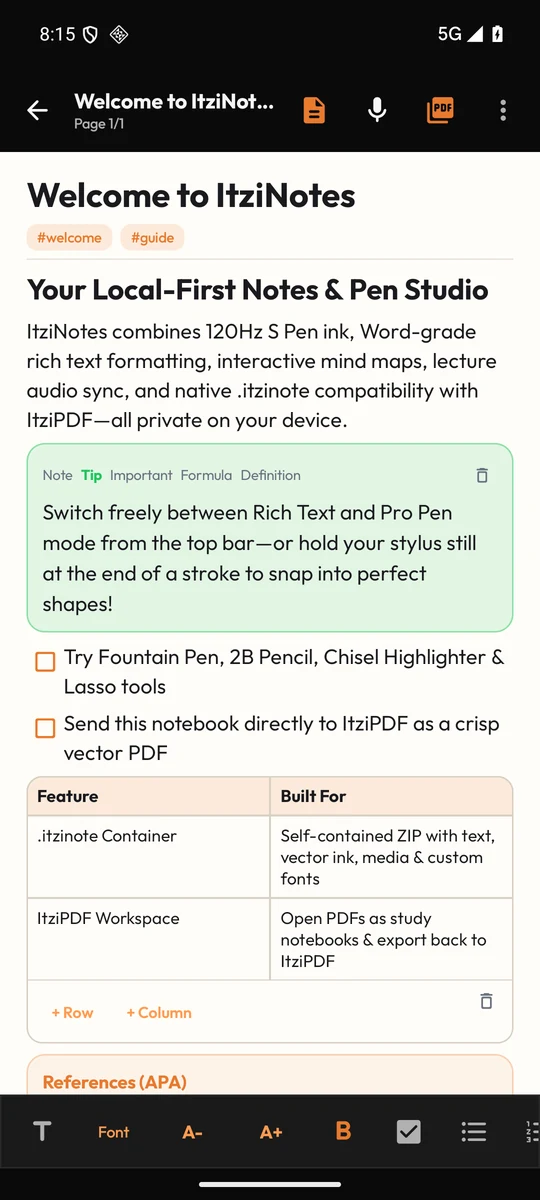 8:15
5G
Welcome to ItziNot...
Page 1/1
PDF
Welcome to ItziNotes
#welcome #guide
Your Local-First Notes & Pen Studio
ItziNotes combines 120Hz S Pen ink, Word-grade
rich text formatting, interactive mind maps, lecture
audio sync, and native .itzinote compatibility with
ItziPDF—all private on your device.
Note Tip Important Formula Definition
Switch freely between Rich Text and Pro Pen
mode from the top bar—or hold your stylus still
at the end of a stroke to snap into perfect
shapes!
Try Fountain Pen, 2B Pencil, Chisel Highlighter &
Lasso tools
Send this notebook directly to ItziPDF as a crisp
vector PDF
Feature
Built For
.itzinote Container
Self-contained ZIP with text,
vector ink, media & custom
fonts
ItziPDF Workspace
Open PDFs as study
notebooks & export back to
ItziPDF
+ Row + Column
References (APA)
T Font A- A+ B
1
2
3